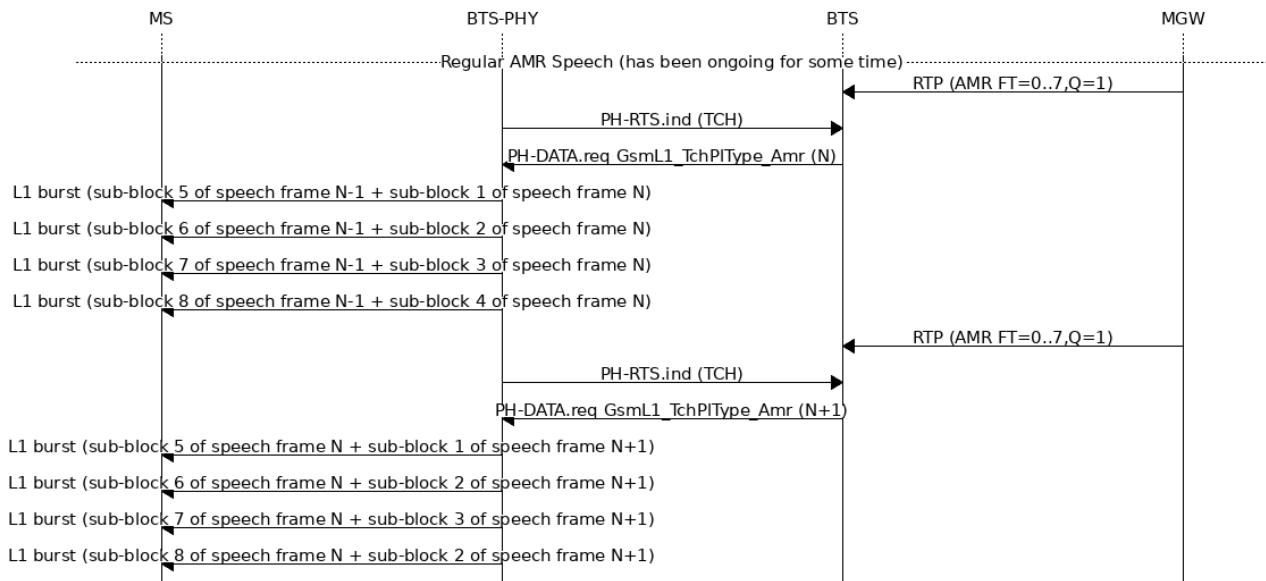 MS BTS-PHY BTS MGW
Regular AMR Speech (has been ongoing for some time)
RTP (AMR FT=0..7,Q=1)
PH-RTS.ind (TCH)
PH-DATA.req GsmL1_TchPlType_Amr (N)
L1 burst (sub-block 5 of speech frame N-1 + sub-block 1 of speech frame N)
L1 burst (sub-block 6 of speech frame N-1 + sub-block 2 of speech frame N)
L1 burst (sub-block 7 of speech frame N-1 + sub-block 3 of speech frame N)
L1 burst (sub-block 8 of speech frame N-1 + sub-block 4 of speech frame N)
RTP (AMR FT=0..7,Q=1)
PH-RTS.ind (TCH)
PH-DATA.req GsmL1_TchPlType_Amr (N+1)
L1 burst (sub-block 5 of speech frame N + sub-block 1 of speech frame N+1)
L1 burst (sub-block 6 of speech frame N + sub-block 2 of speech frame N+1)
L1 burst (sub-block 7 of speech frame N + sub-block 3 of speech frame N+1)
L1 burst (sub-block 8 of speech frame N + sub-block 2 of speech frame N+1)